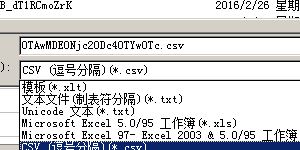 B_dT1RCmoZrK 2016/2/26 星期
OTAwMDEONjc2ODc4OTYwOTc.csv
): CSV (逗号分隔)(*.csv)
模板(*.xlt)
文本文件(制表符分隔)(*.txt)
Unicode 文本(*.txt)
Microsoft Excel 5.0/95 工作簿(*.xls)
Microsoft Excel 97- Excel 2003 & 5.0/95 工作簿
CSV (逗号分隔)(*.csv)